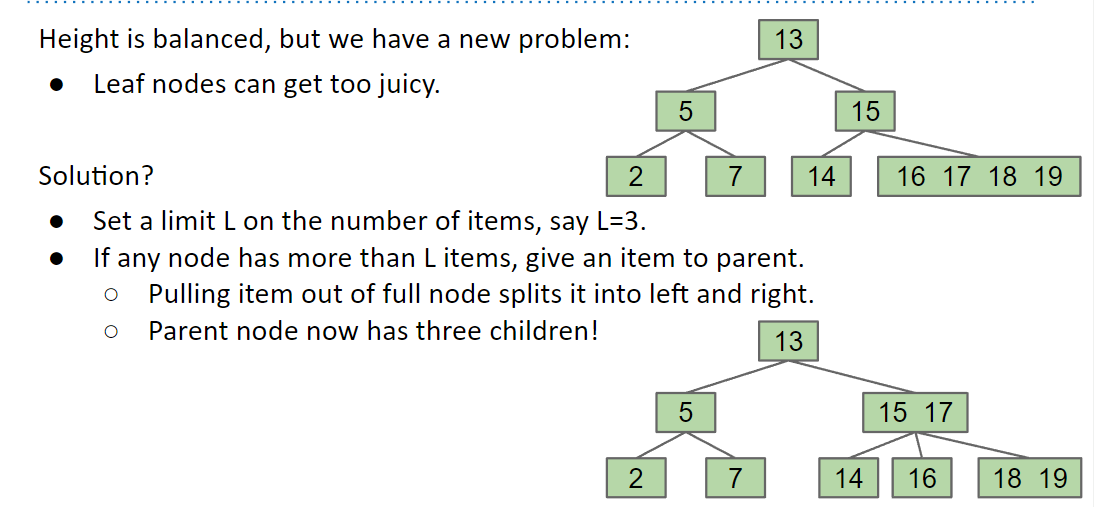 Height is balanced, but we have a new problem:
● Leaf nodes can get too juicy.
Solution?
● Set a limit L on the number of items, say L=3.
● If any node has more than L items, give an item to parent.
○ Pulling item out of full node splits it into left and right.
○ Parent node now has three children!
13
5 15
2 7 14 16 17 18 19
13
5 15 17
2 7 14 16 18 19